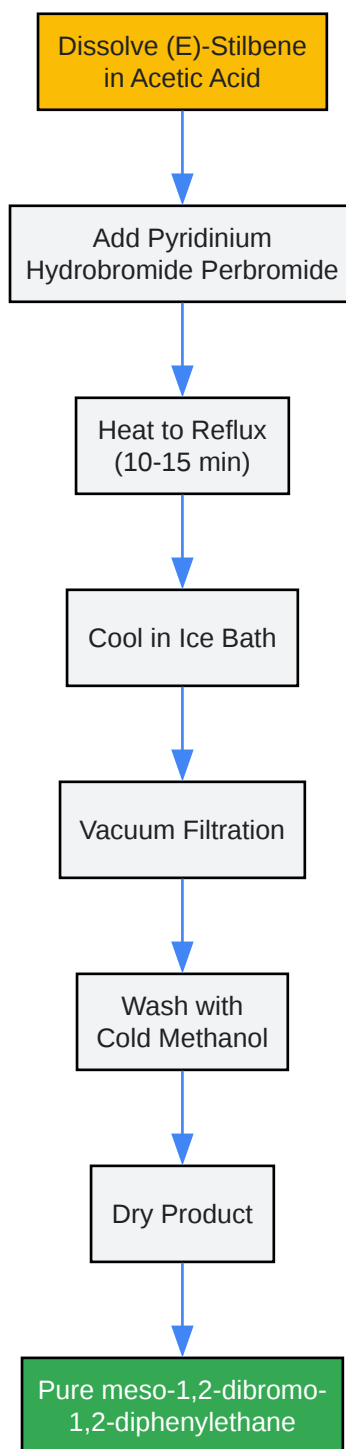 Dissolve (E)-Stilbene
in Acetic Acid
Add Pyridinium
Hydrobromide Perbromide
Heat to Reflux
(10-15 min)
Cool in Ice Bath
Vacuum Filtration
Wash with
Cold Methanol
Dry Product
Pure meso-1,2-dibromo-
1,2-diphenylethane